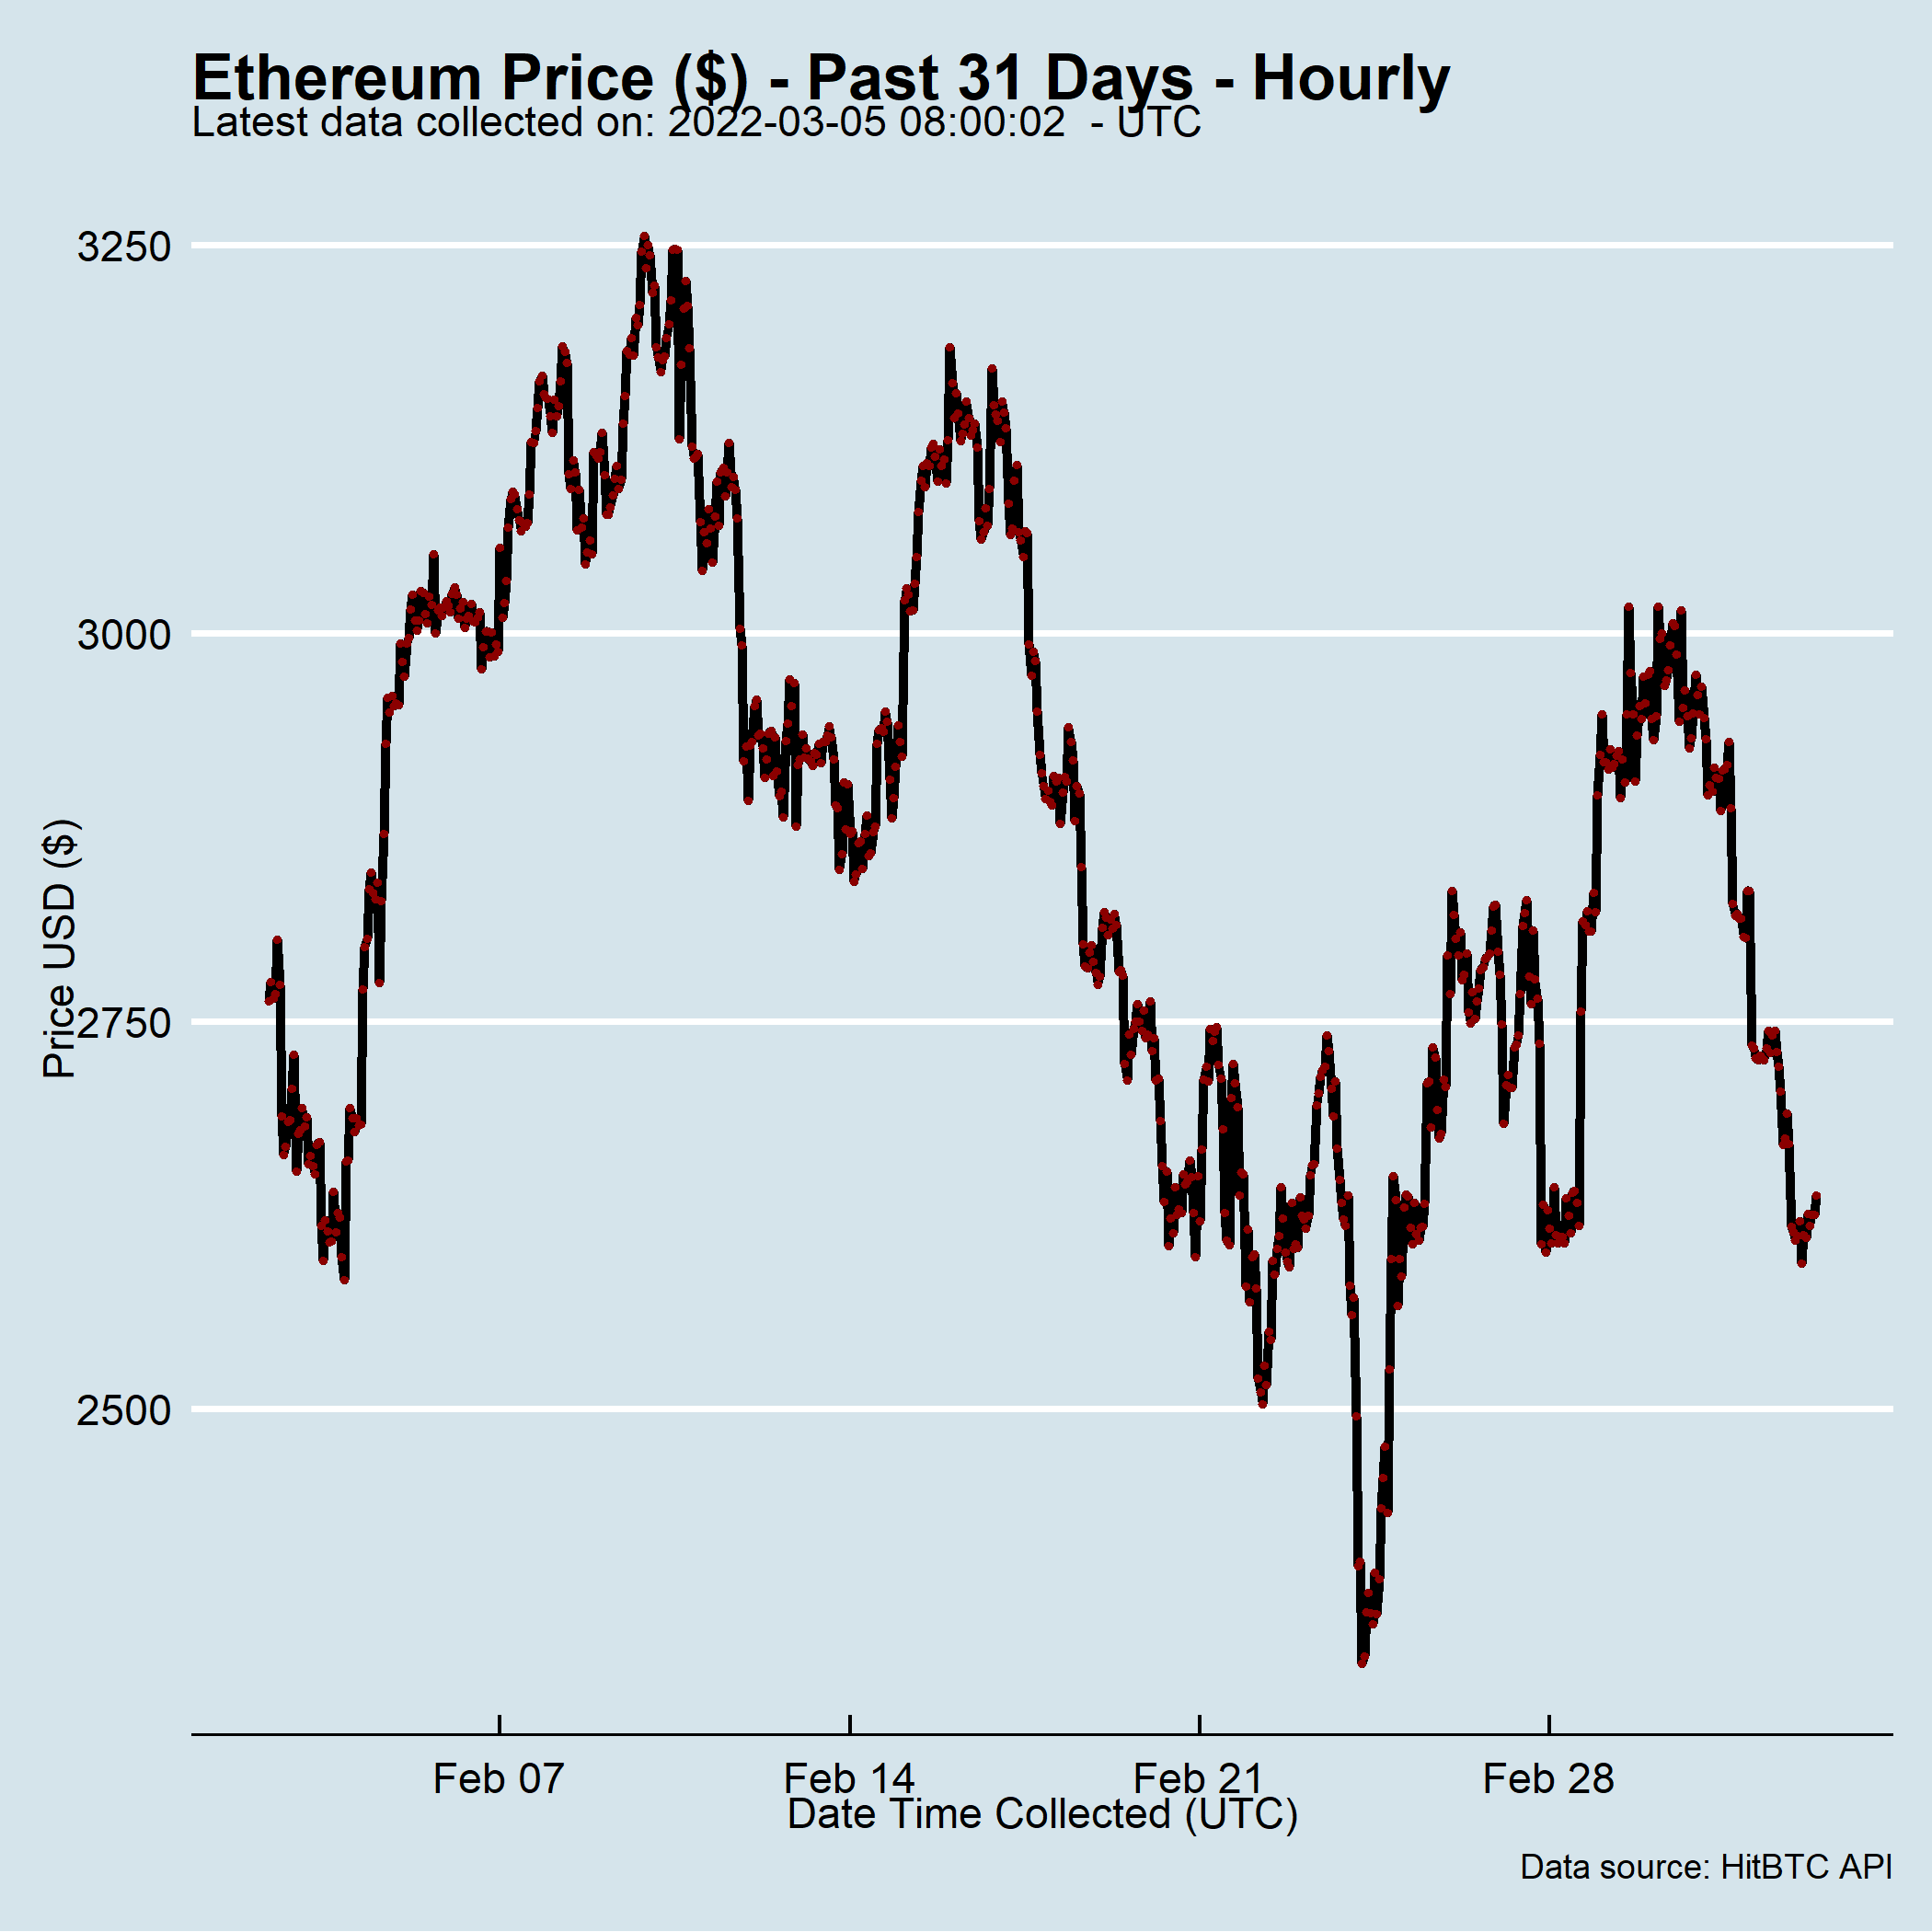 Ethereum Price ($) - Past 31 Days - Hourly
Latest data collected on: 2022-03-05 08:00:02  - UTC
3250
3000
2750
2500
Price USD ($)
Feb 07
Feb 14
Feb 21
Feb 28
Date Time Collected (UTC)
Data source: HitBTC API